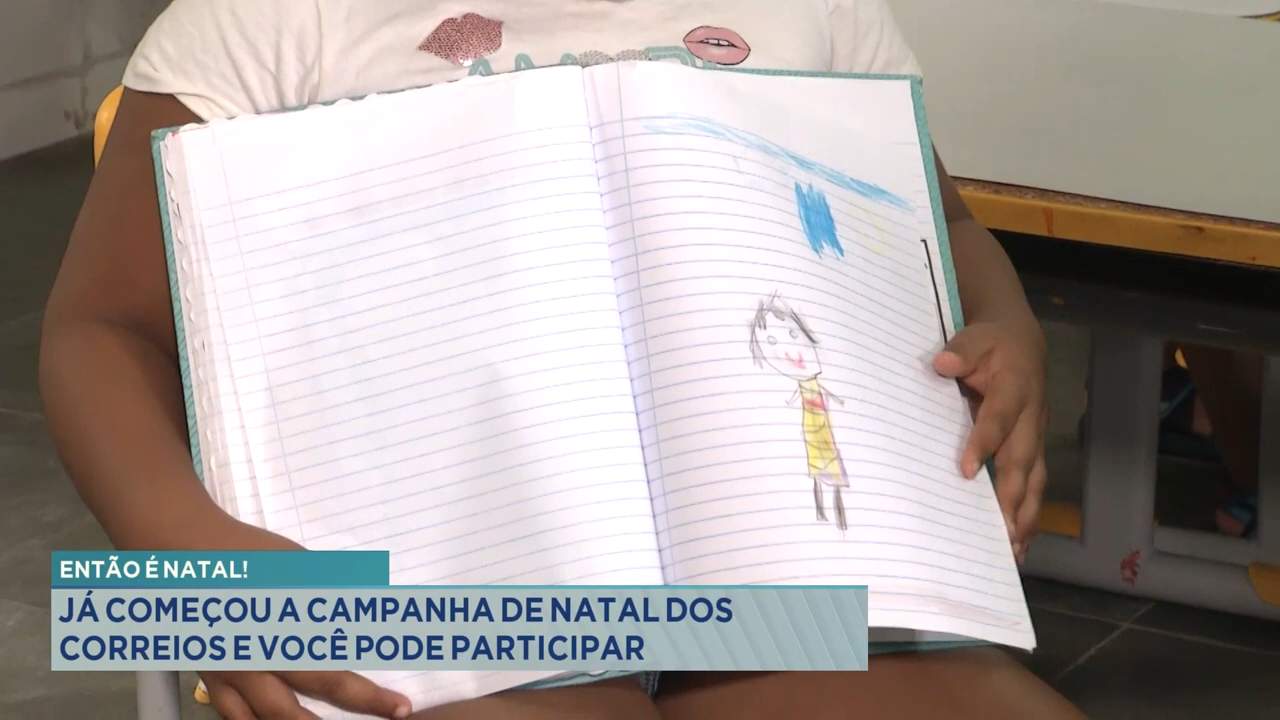 ENTÃO É NATAL!
JÁ COMEÇOU A CAMPANHA DE NATAL DOS
CORREIOS E VOCÊ PODE PARTICIPAR